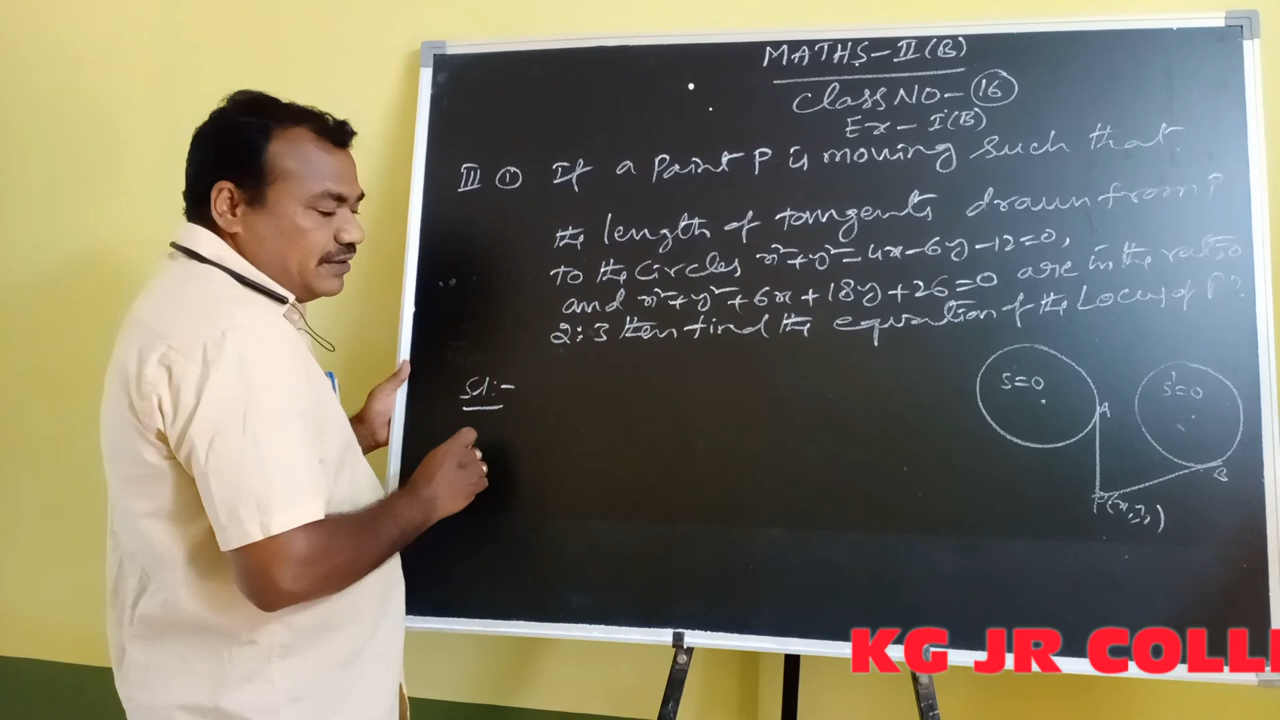 MATHS-II(B)
Class NO-16
Ex-I(B)
III ① If a Point P is moving such that
the length of tangents drawn from P
to the circles x²+y²-4x-6y-12=0,
and x²+y²+6x+18y+26=0 are in the ratio
2:3 then find the equation of the Locus of P?
Sol:-
S=0
S'=0
A
B
P(x₁,y₁)
KG JR COLLE